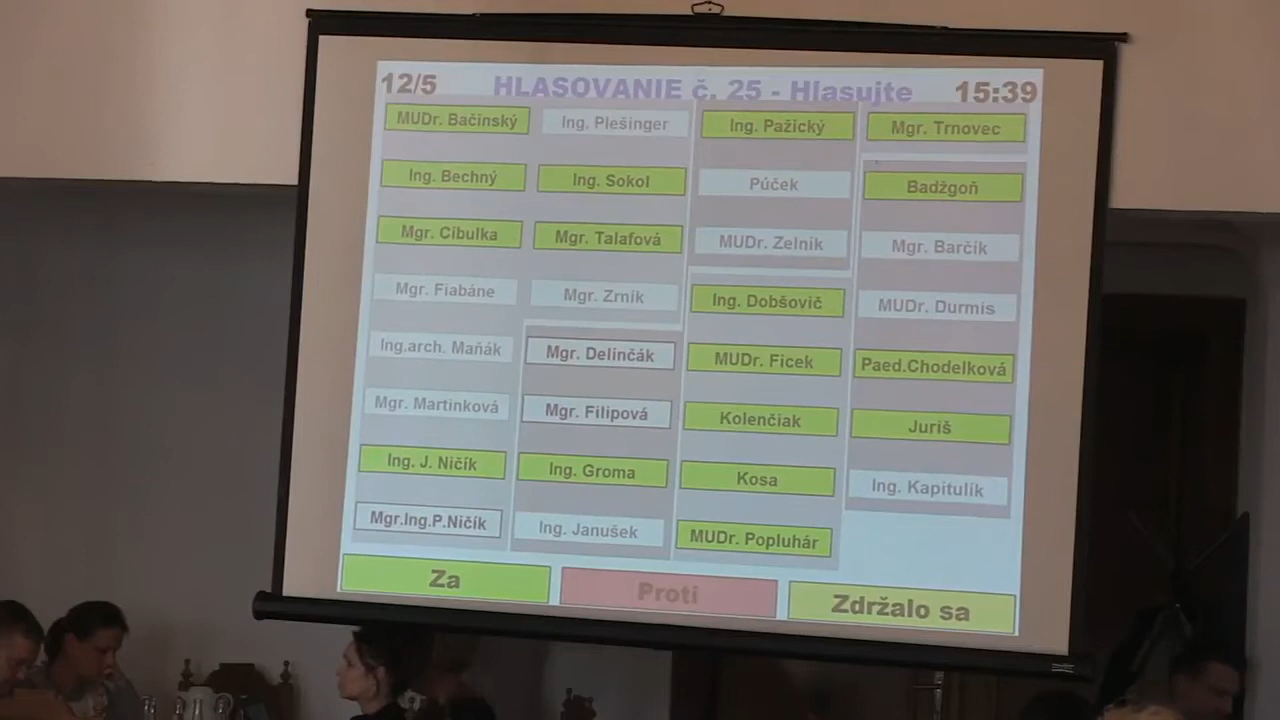 12/5 HLASOVANIE č. 25 - Hlasujte 15:39
MUDr. Bačinský
Ing. Bechný
Mgr. Cibulka
Mgr. Fiabáne
Ing.arch. Maňák
Mgr. Martinková
Ing. J. Ničík
Mgr.Ing.P.Ničík
Ing. Plešinger
Ing. Sokol
Mgr. Talafová
Mgr. Zrník
Mgr. Delinčák
Mgr. Filipová
Ing. Groma
Ing. Janušek
Ing. Pažický
Púček
MUDr. Zelník
Ing. Dobšovič
MUDr. Ficek
Kolenčiak
Kosa
MUDr. Popluhár
Mgr. Trnovec
Badžgoň
Mgr. Barčík
MUDr. Durmis
Paed.Chodelková
Juriš
Ing. Kapitulík
Za
Proti
Zdržalo sa